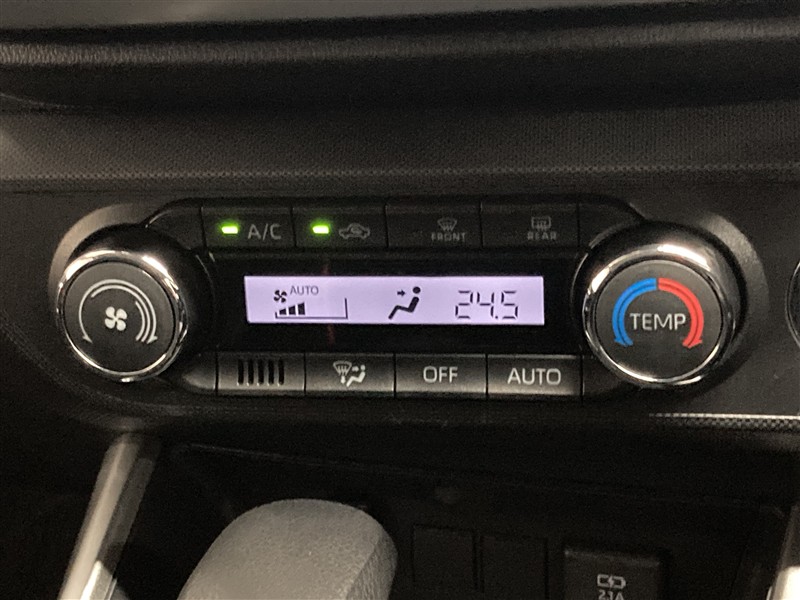 A/C
FRONT
REAR
AUTO
24.5
TEMP
OFF
AUTO
2.1A